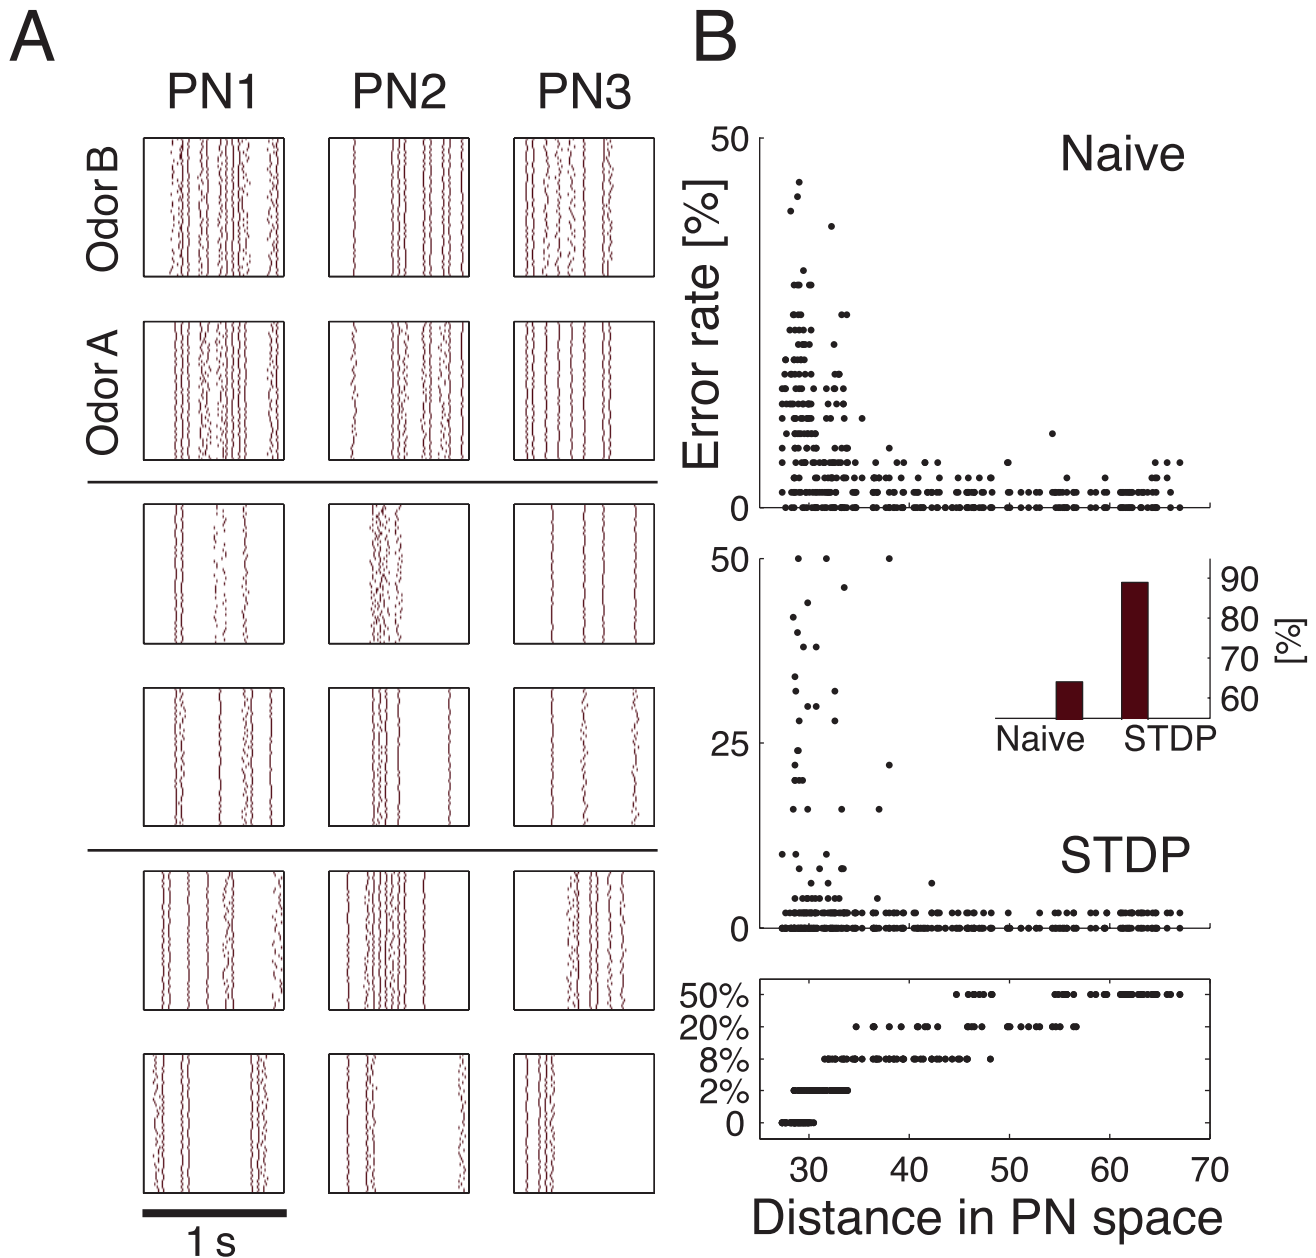 A
B
PN1 PN2 PN3
Odor B
Odor A
1 s
Naive
Error rate [%]
50
0
50
25
0
90
80
70
60
[%]
Naive STDP
STDP
50%
20%
8%
2%
0
30 40 50 60 70
Distance in PN space